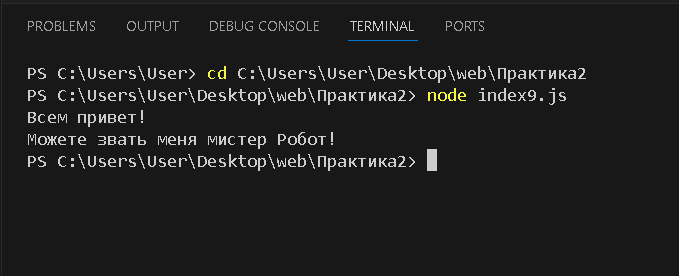 PROBLEMS OUTPUT DEBUG CONSOLE TERMINAL PORTS
PS C:\Users\User> cd C:\Users\User\Desktop\web\Практика2
PS C:\Users\User\Desktop\web\Практика2> node index9.js
Всем привет!
Можете звать меня мистер Робот!
PS C:\Users\User\Desktop\web\Практика2>